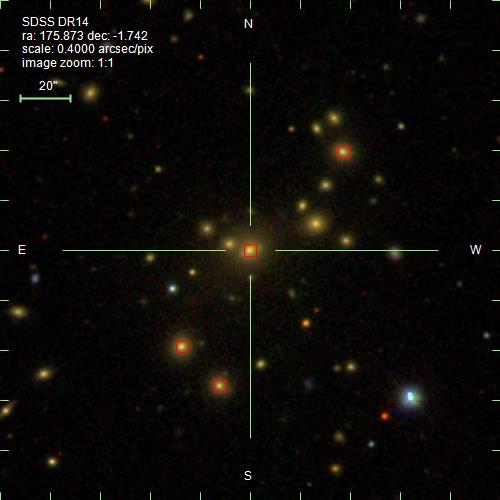 SDSS DR14
ra: 175.873 dec: -1.742
scale: 0.4000 arcsec/pix
image zoom: 1:1
20"
N
E
W
S